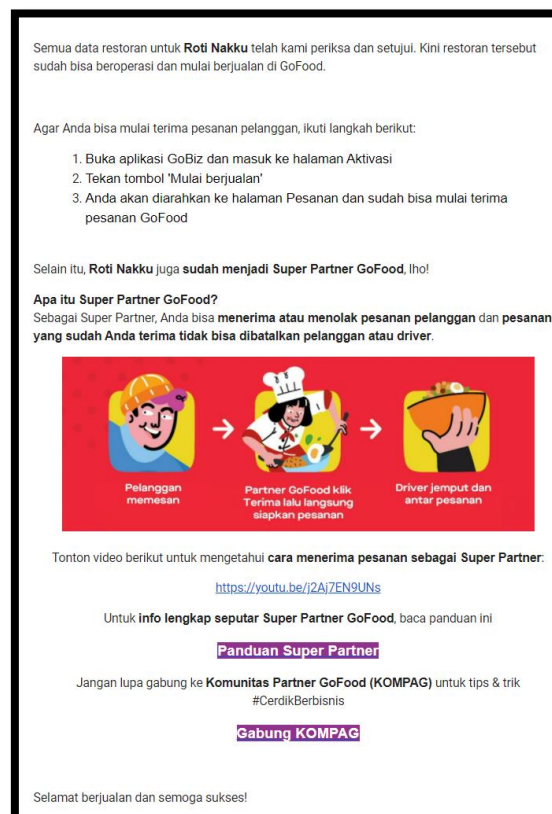 Semua data restoran untuk Roti Nakku telah kami periksa dan setujui. Kini restoran tersebut
sudah bisa beroperasi dan mulai berjualan di GoFood.
Agar Anda bisa mulai terima pesanan pelanggan, ikuti langkah berikut:
1. Buka aplikasi GoBiz dan masuk ke halaman Aktivasi
2. Tekan tombol 'Mulai berjualan'
3. Anda akan diarahkan ke halaman Pesanan dan sudah bisa mulai terima
pesanan GoFood
Selain itu, Roti Nakku juga sudah menjadi Super Partner GoFood, lho!
Apa itu Super Partner GoFood?
Sebagai Super Partner, Anda bisa menerima atau menolak pesanan pelanggan dan pesanan
yang sudah Anda terima tidak bisa dibatalkan pelanggan atau driver.
Pelanggan
memesan
Partner GoFood klik
Terima lalu langsung
siapkan pesanan
Driver jemput dan
antar pesanan
Tonton video berikut untuk mengetahui cara menerima pesanan sebagai Super Partner:
https://youtu.be/j2Aj7EN9UNs
Untuk info lengkap seputar Super Partner GoFood, baca panduan ini
Panduan Super Partner
Jangan lupa gabung ke Komunitas Partner GoFood (KOMPAG) untuk tips & trik
#CerdikBerbisnis
Gabung KOMPAG
Selamat berjualan dan semoga sukses!